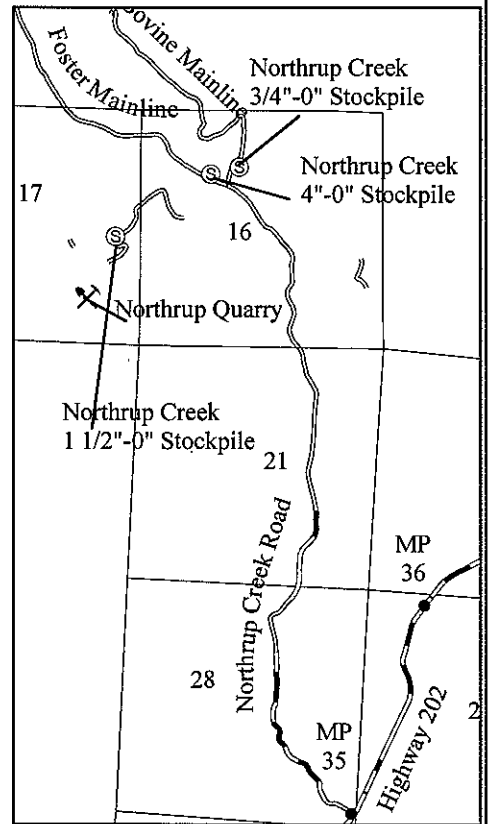 Bovine Mainline
Foster Mainline
Northrup Creek
3/4"-0" Stockpile
S
S
Northrup Creek
4"-0" Stockpile
17
16
S
Northrup Quarry
Northrup Creek
1 1/2"-0" Stockpile
21
Northrup Creek Road
MP
36
28
2
MP
35
Highway 202